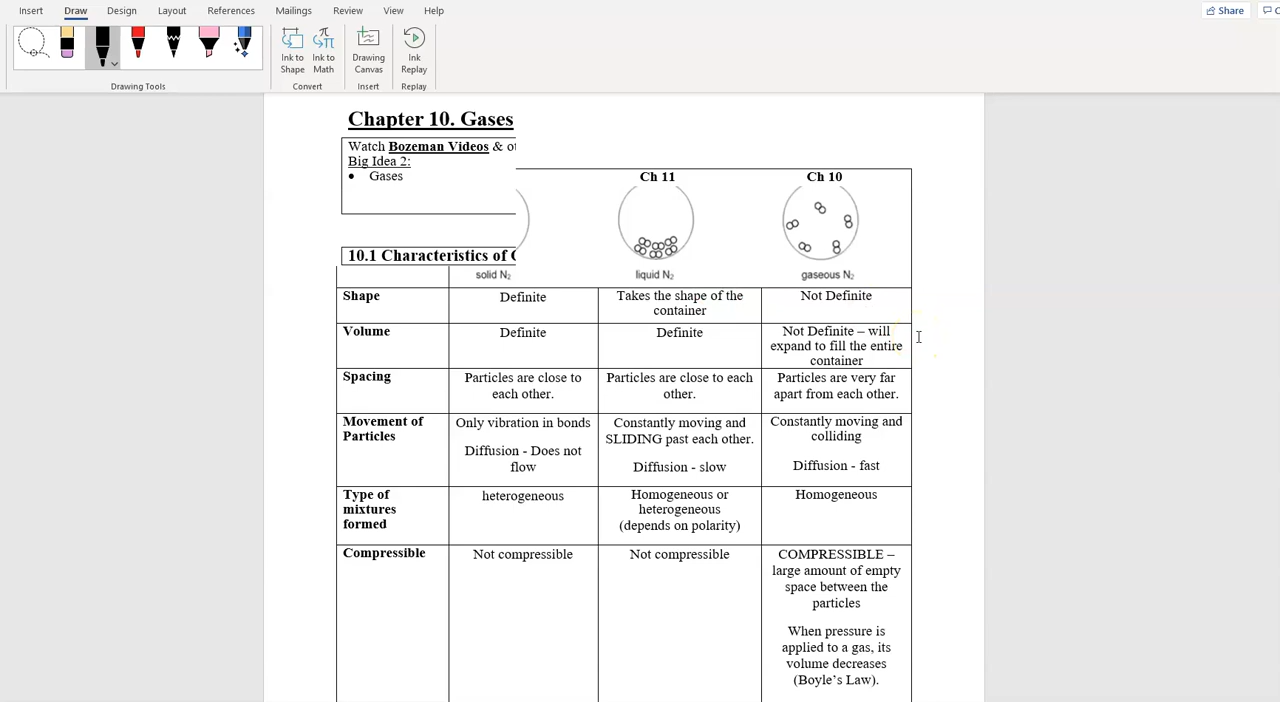 Insert Draw Design Layout References Mailings Review View Help
Share
Ink to Shape
Ink to Math
Drawing Canvas
Ink Replay
Drawing Tools
Convert
Insert
Replay
Chapter 10. Gases
Watch Bozeman Videos &
Big Idea 2:
• Gases
10.1 Characteristics of
Ch 11
Ch 10
solid N2
liquid N2
gaseous N2
Shape
Definite
Takes the shape of the
container
Not Definite
Volume
Definite
Definite
Not Definite – will
expand to fill the entire
container
Spacing
Particles are close to
each other.
Particles are close to each
other.
Particles are very far
apart from each other.
Movement of
Particles
Only vibration in bonds
Diffusion - Does not
flow
Constantly moving and
SLIDING past each other.
Diffusion - slow
Constantly moving and
colliding
Diffusion - fast
Type of
mixtures
formed
heterogeneous
Homogeneous or
heterogeneous
(depends on polarity)
Homogeneous
Compressible
Not compressible
Not compressible
COMPRESSIBLE –
large amount of empty
space between the
particles
When pressure is
applied to a gas, its
volume decreases
(Boyle’s Law).